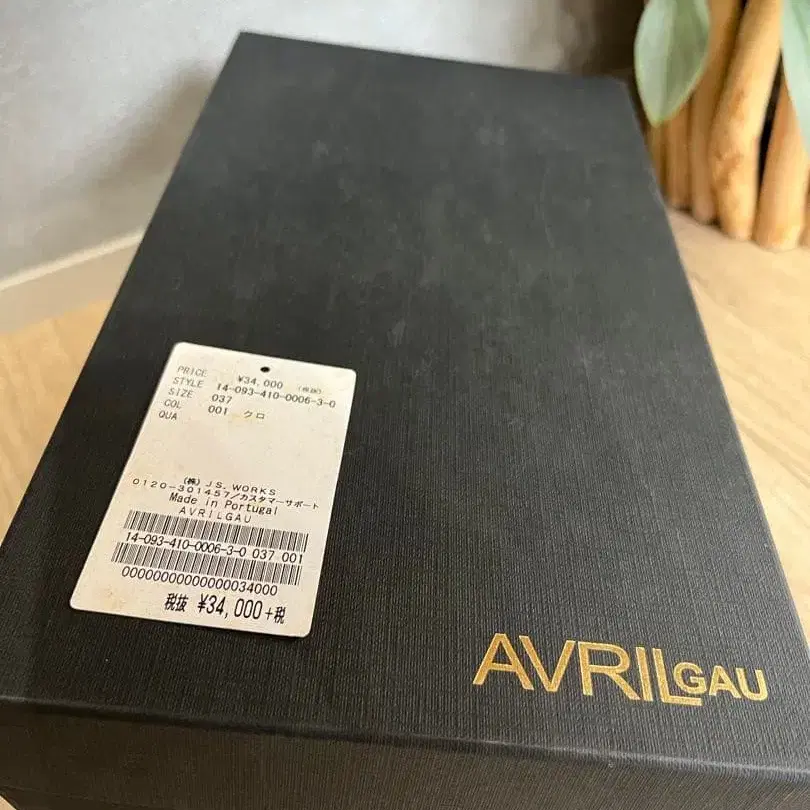 PRICE ¥34,000 (税抜)
STYLE 14-093-410-0006-3-0
SIZE 037
COL 001 クロ
QUA
(株) JS. WORKS
0120-301457/カスタマーサポート
Made in Portugal
AVRILGAU
14-093-410-0006-3-0 037 001
0000000000000034000
税抜 ¥34,000+税
AVRILGAU